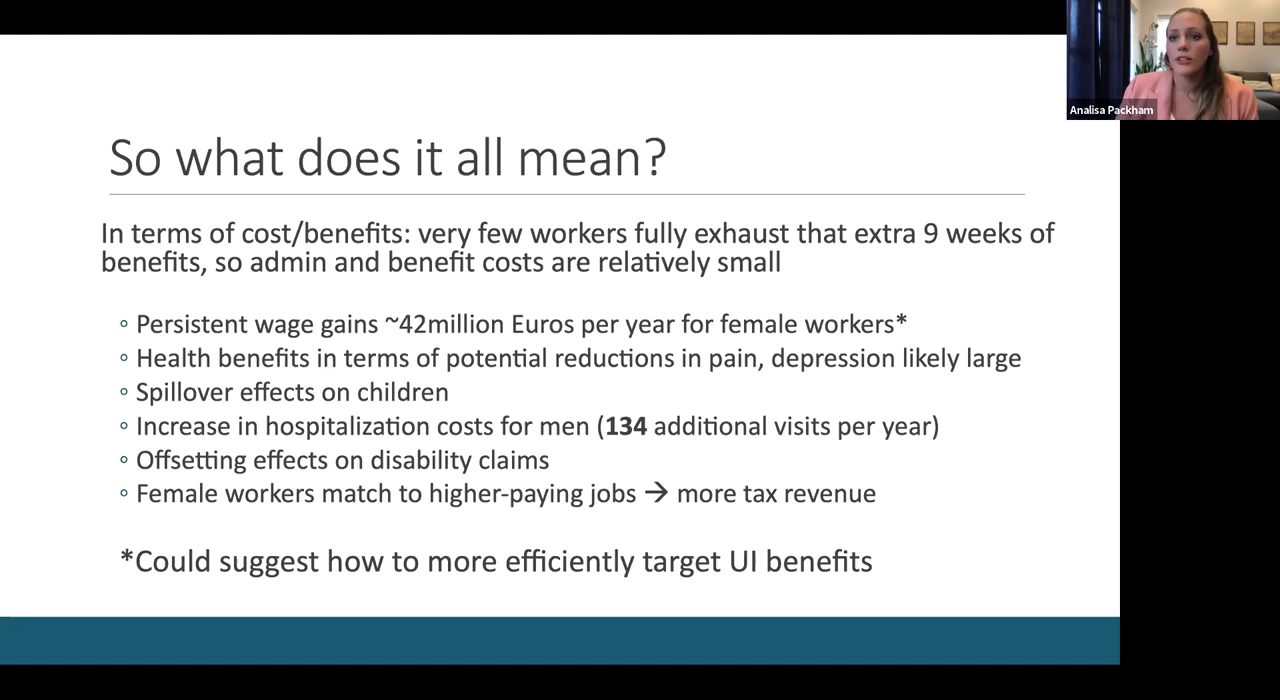 Analisa Packham
So what does it all mean?
In terms of cost/benefits: very few workers fully exhaust that extra 9 weeks of
benefits, so admin and benefit costs are relatively small
◦ Persistent wage gains ~42million Euros per year for female workers*
◦ Health benefits in terms of potential reductions in pain, depression likely large
◦ Spillover effects on children
◦ Increase in hospitalization costs for men (134 additional visits per year)
◦ Offsetting effects on disability claims
◦ Female workers match to higher-paying jobs → more tax revenue
*Could suggest how to more efficiently target UI benefits